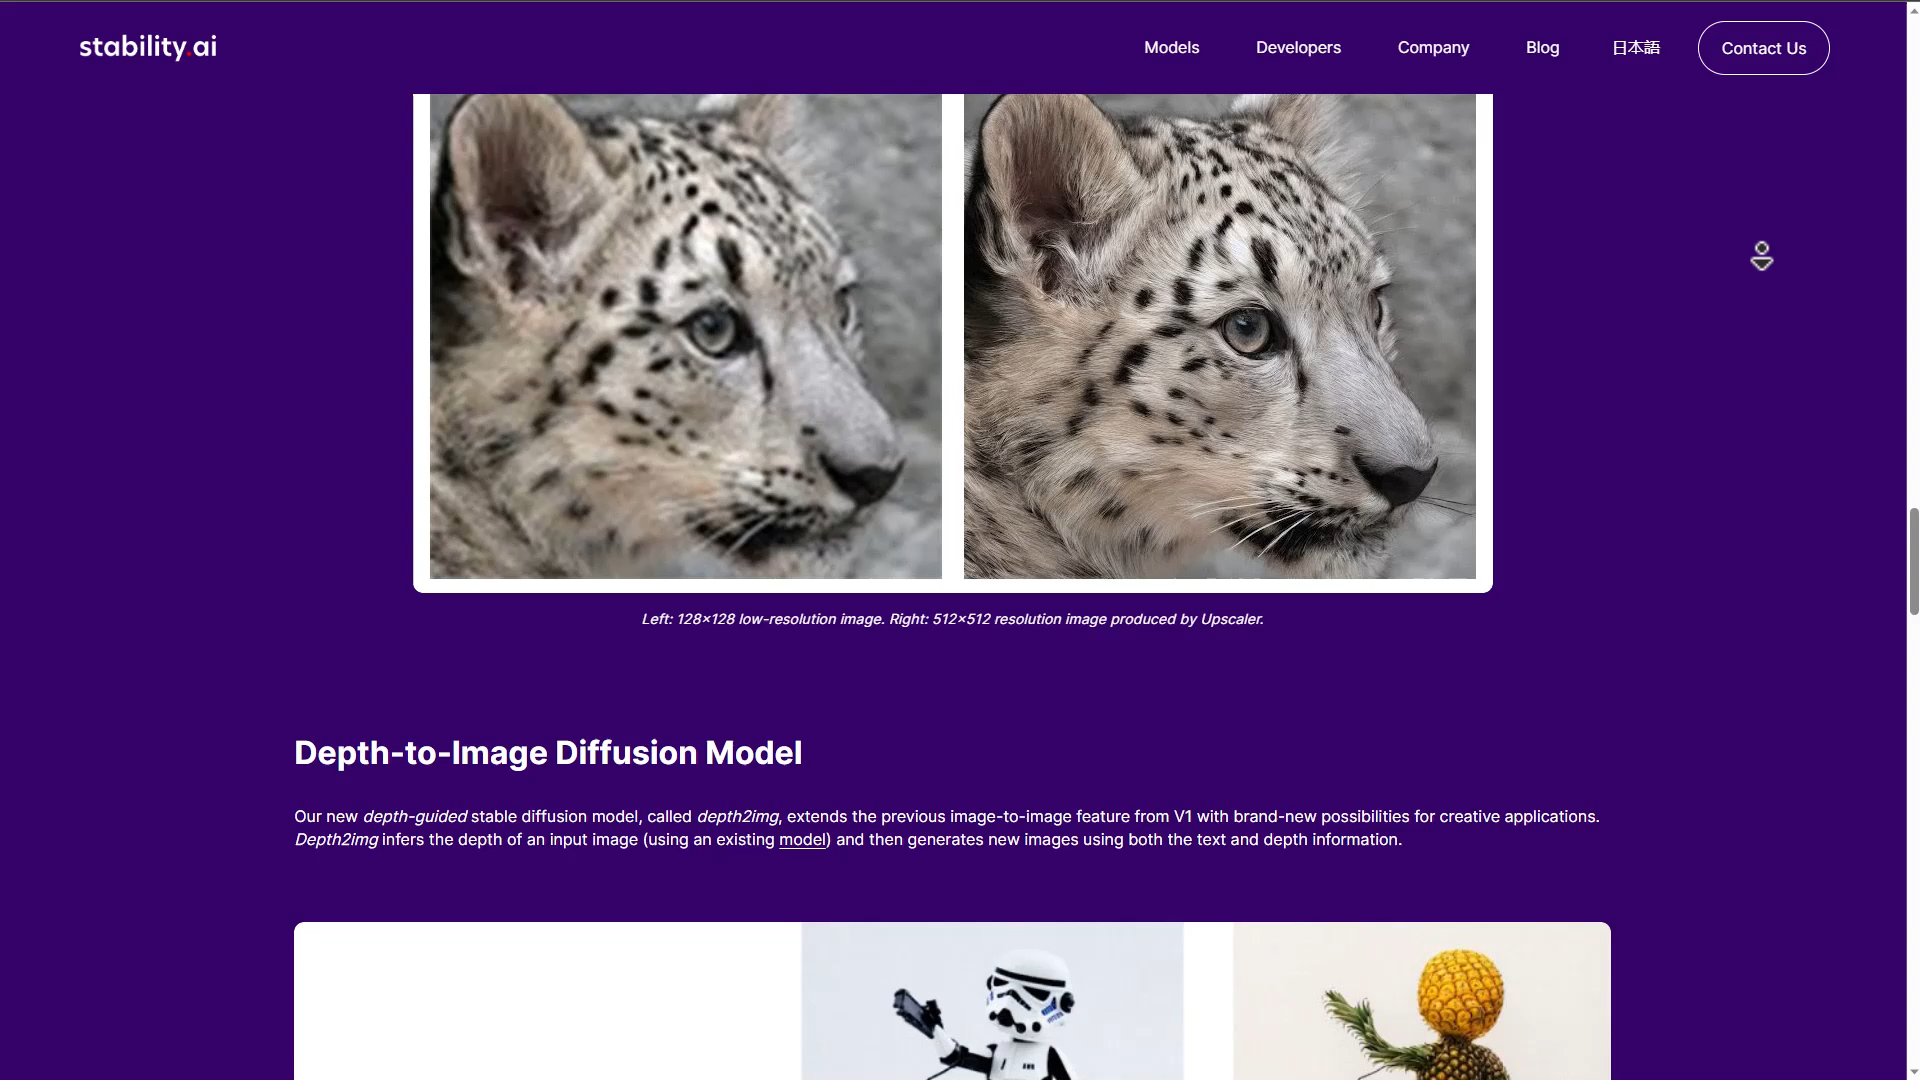 stability.ai
Models
Developers
Company
Blog
日本語
Contact Us
Left: 128×128 low-resolution image. Right: 512×512 resolution image produced by Upscaler.
Depth-to-Image Diffusion Model
Our new depth-guided stable diffusion model, called depth2img, extends the previous image-to-image feature from V1 with brand-new possibilities for creative applications.
Depth2img infers the depth of an input image (using an existing model) and then generates new images using both the text and depth information.